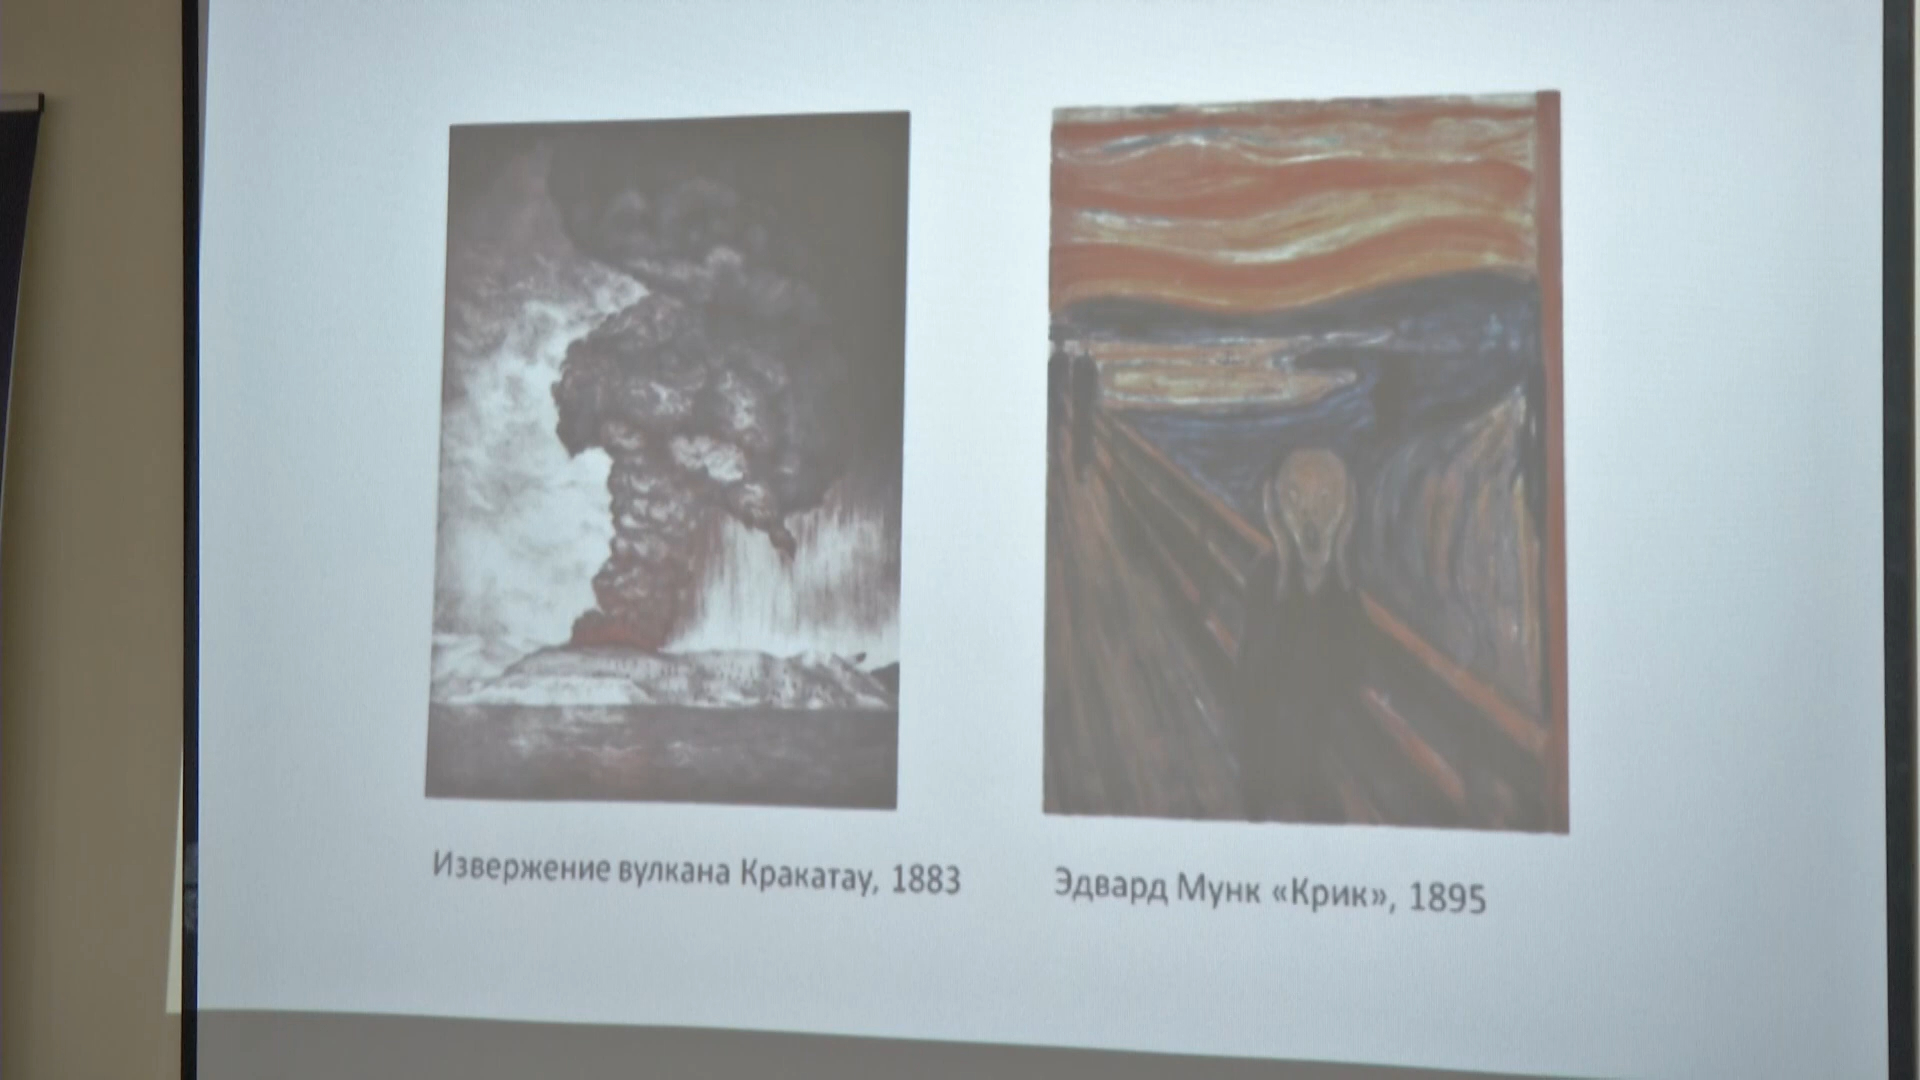 Извержение вулкана Кракатау, 1883
Эдвард Мунк «Крик», 1895